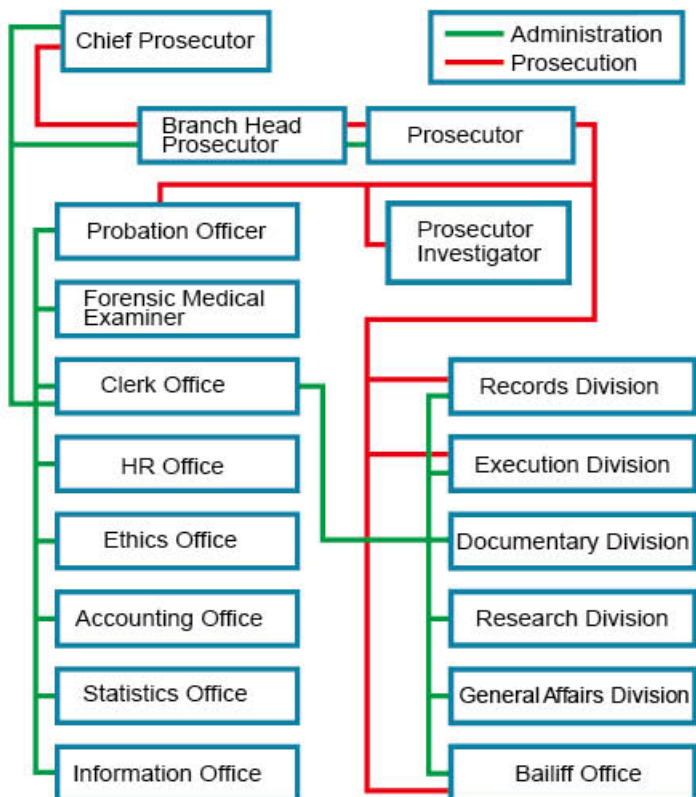 Chief Prosecutor
Administration
Prosecution
Branch Head
Prosecutor
Prosecutor
Probation Officer
Prosecutor
Investigator
Forensic Medical
Examiner
Clerk Office
Records Division
HR Office
Execution Division
Ethics Office
Documentary Division
Accounting Office
Research Division
Statistics Office
General Affairs Division
Information Office
Bailiff Office